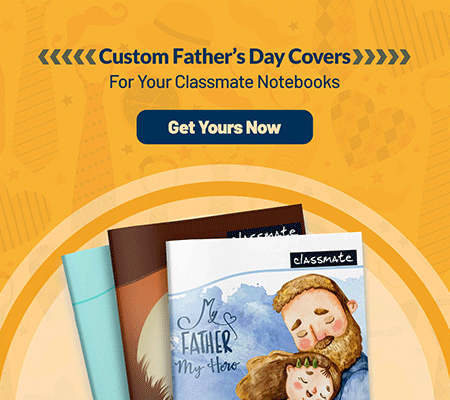 Custom Father's Day Covers
For Your Classmate Notebooks
Get Yours Now
classmate
classmate
My
FATHER
My Hero